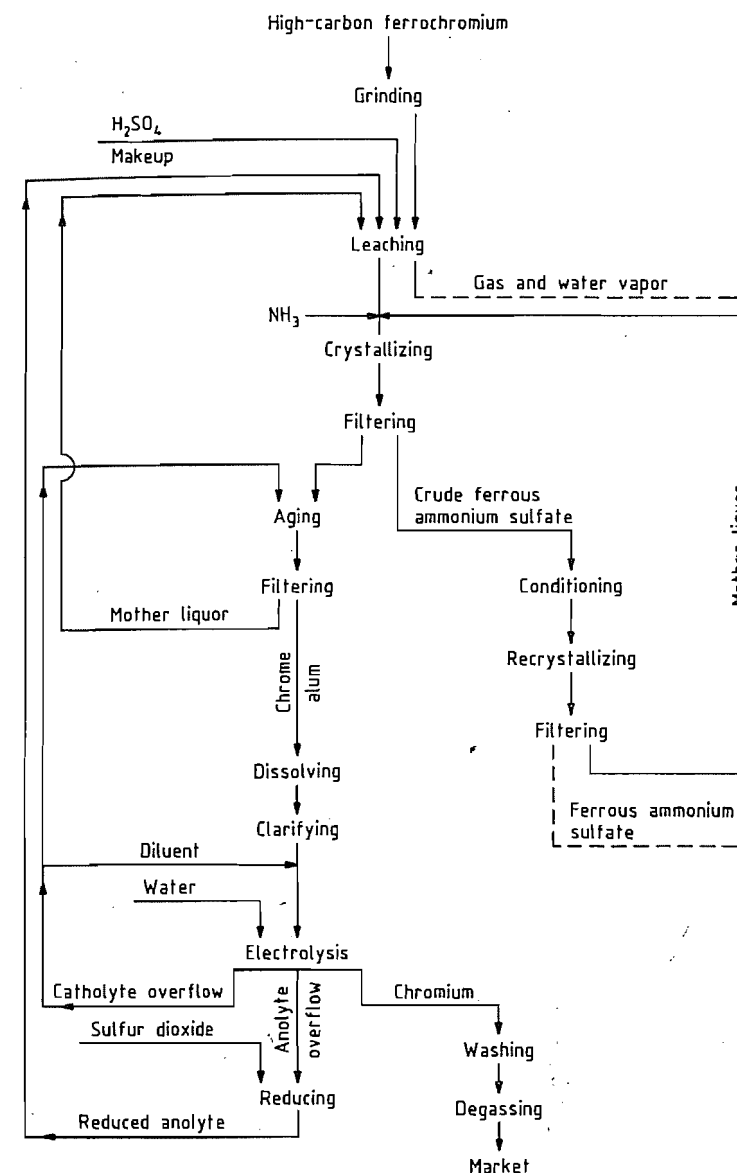 High-carbon ferrochromium
Grinding
H₂SO₄
Makeup
Leaching
Gas and water vapor
NH₃
Crystallizing
Filtering
Crude ferrous
ammonium sulfate
Aging
Mother liquor
Filtering
Conditioning
Mother liquor
Recrystallizing
Chrome
alum
Filtering
Dissolving
Ferrous ammonium
sulfate
Clarifying
Diluent
Water
Electrolysis
Catholyte overflow
Anolyte
overflow
Chromium
Sulfur dioxide
Washing
Reducing
Degassing
Reduced anolyte
Market